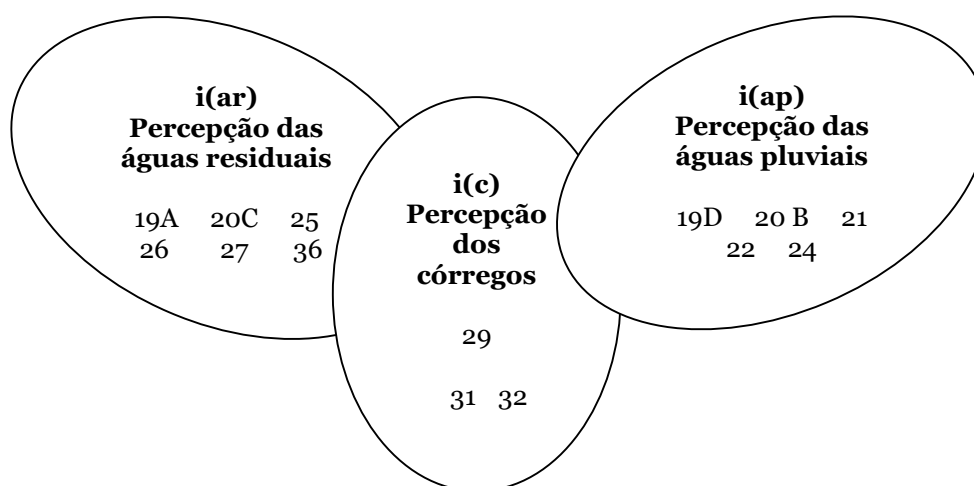 i(ar)
Percepção das
águas residuais
19A 20C 25
26 27 36
i(c)
Percepção
dos
córregos
29
31 32
i(ap)
Percepção das
águas pluviais
19D 20 B 21
22 24